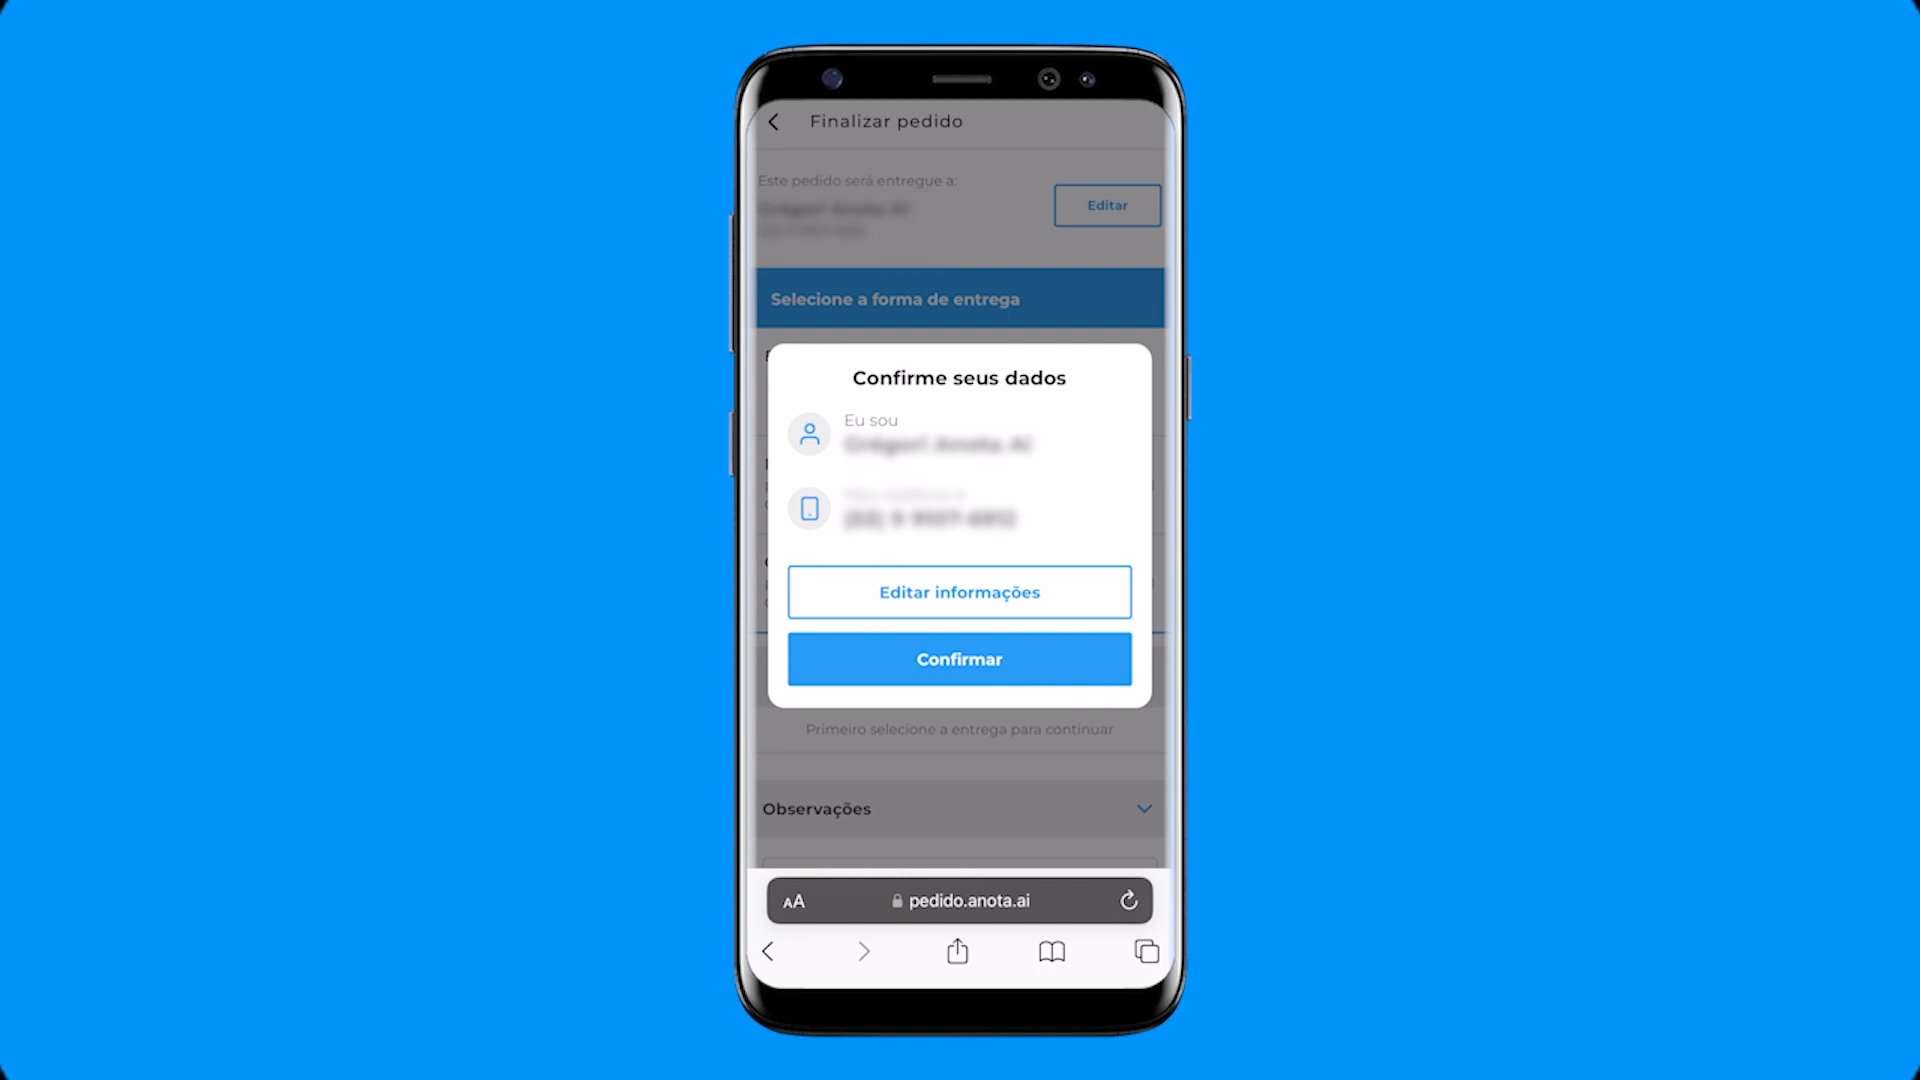 Finalizar pedido
Este pedido será entregue a:
Editar
Selecione a forma de entrega
Confirme seus dados
Eu sou
Editar informações
Confirmar
Primeiro selecione a entrega para continuar
Observações
AA
pedido.anota.ai